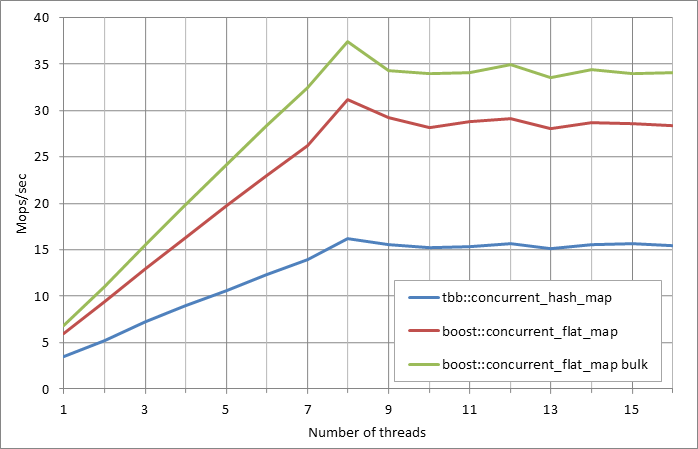 40
35
30
25
20
15
10
5
0
Mops/sec
tbb::concurrent_hash_map
boost::concurrent_flat_map
boost::concurrent_flat_map bulk
1 3 5 7 9 11 13 15
Number of threads